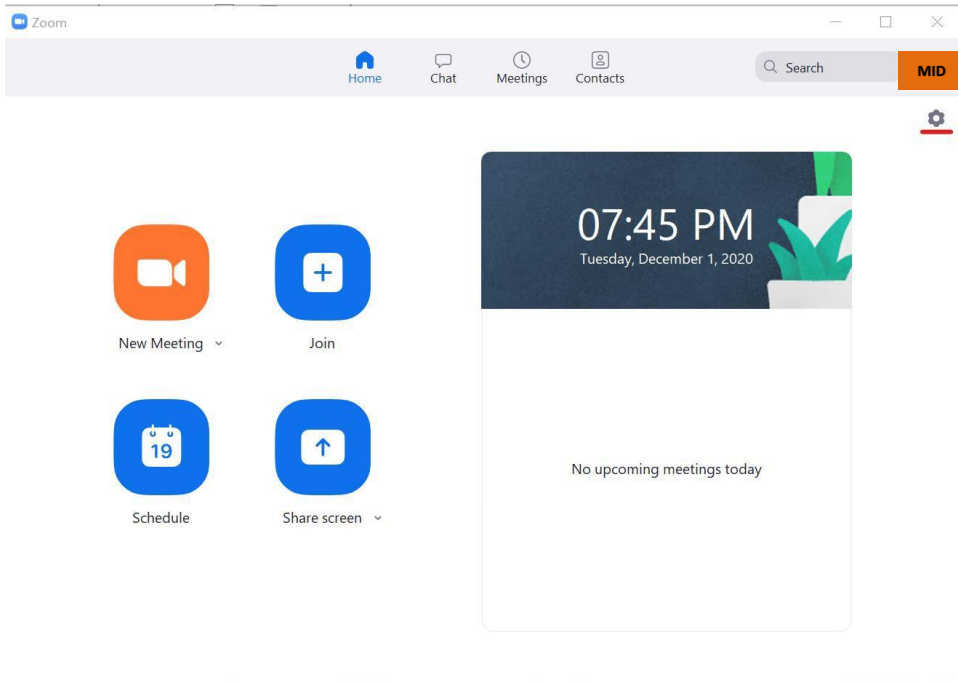 Zoom
Home
Chat
Meetings
Contacts
Search
MID
07:45 PM
Tuesday, December 1, 2020
New Meeting
Join
19
Schedule
Share screen
No upcoming meetings today